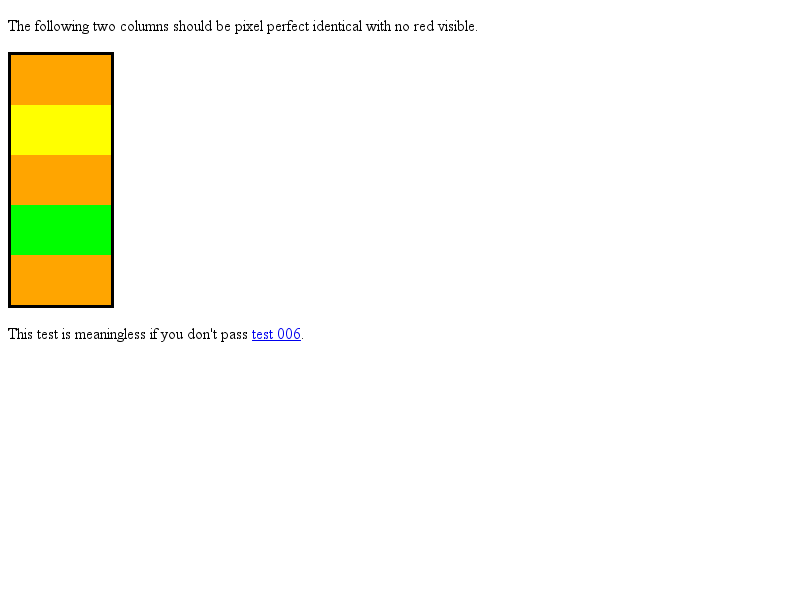 The following two columns should be pixel perfect identical with no red visible.
This test is meaningless if you don't pass test 006.